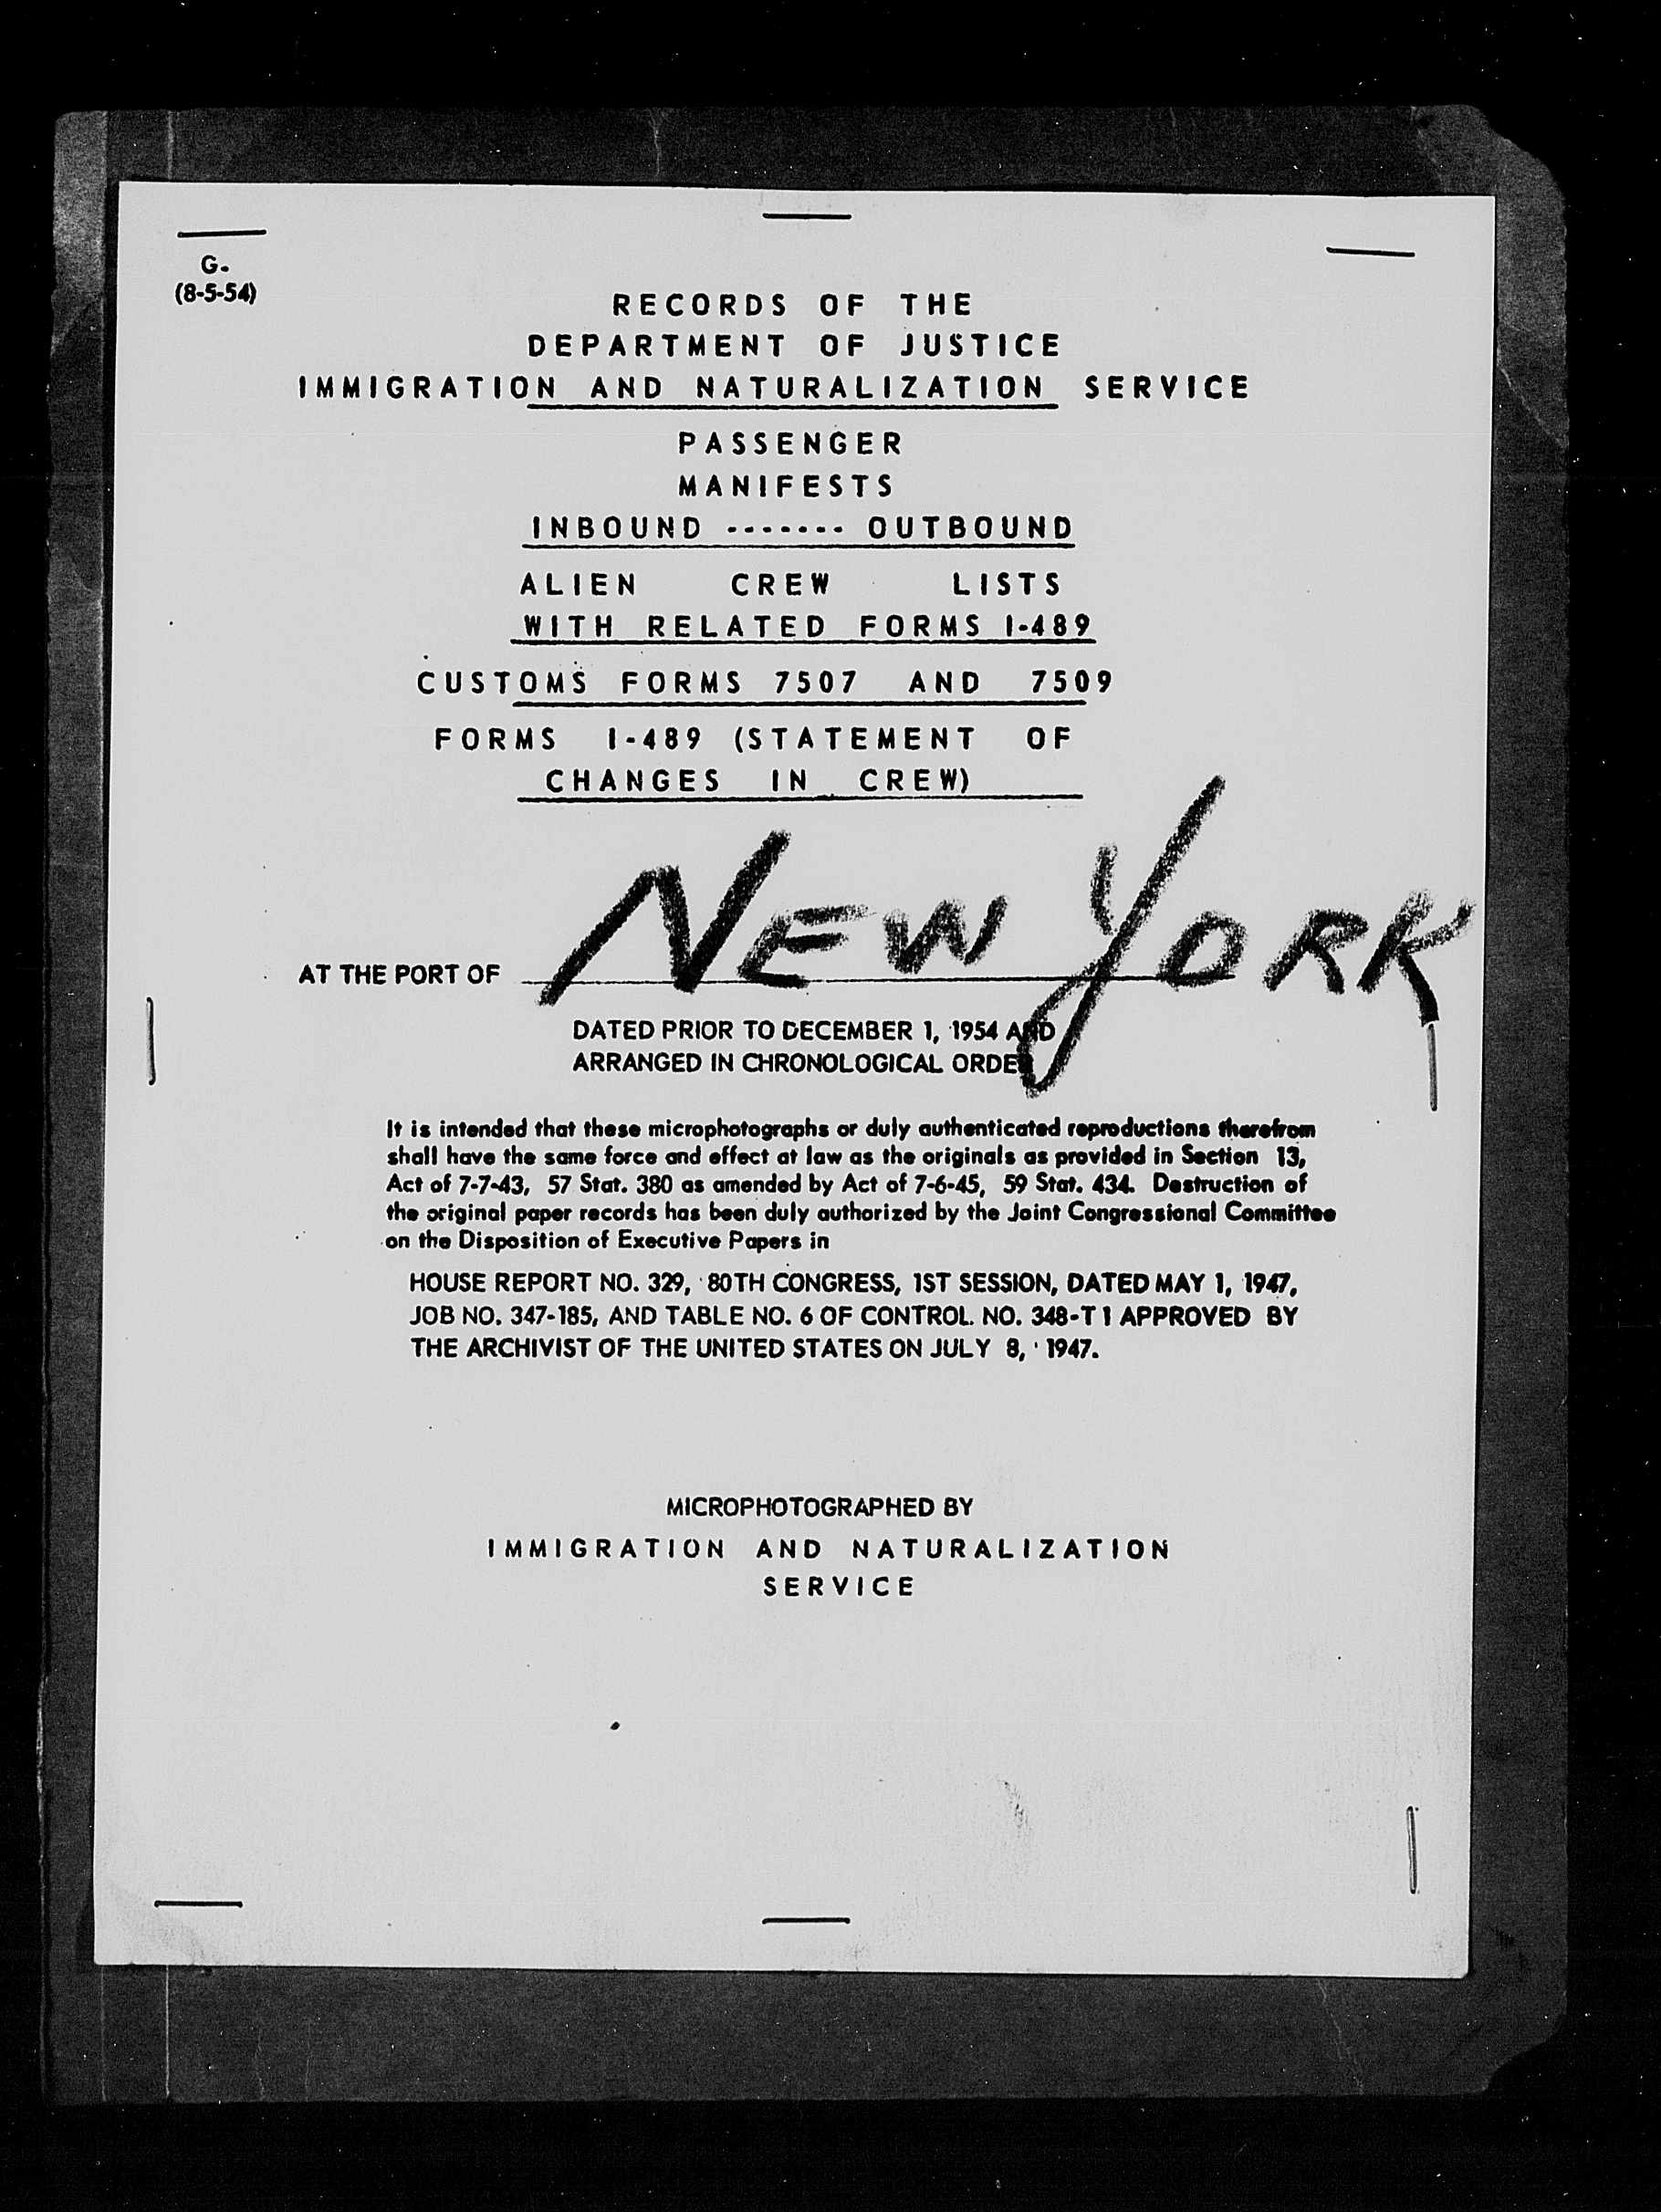 G.
(8-5-54)
RECORDS OF THE
DEPARTMENT OF JUSTICE
IMMIGRATION AND NATURALIZATION SERVICE
PASSENGER
MANIFESTS
INBOUND ------- OUTBOUND
ALIEN CREW LISTS
WITH RELATED FORMS I-489
CUSTOMS FORMS 7507 AND 7509
FORMS I-489 (STATEMENT OF
CHANGES IN CREW)
AT THE PORT OF NEW YORK
DATED PRIOR TO DECEMBER 1, 1954 AND
ARRANGED IN CHRONOLOGICAL ORDER
It is intended that these microphotographs or duly authenticated reproductions therefrom
shall have the same force and effect at law as the originals as provided in Section 13,
Act of 7-7-43, 57 Stat. 380 as amended by Act of 7-6-45, 59 Stat. 434. Destruction of
the original paper records has been duly authorized by the Joint Congressional Committee
on the Disposition of Executive Papers in
HOUSE REPORT NO. 329, 80TH CONGRESS, 1ST SESSION, DATED MAY 1, 1947,
JOB NO. 347-185, AND TABLE NO. 6 OF CONTROL NO. 348-T1 APPROVED BY
THE ARCHIVIST OF THE UNITED STATES ON JULY 8, 1947.
MICROPHOTOGRAPHED BY
IMMIGRATION AND NATURALIZATION
SERVICE